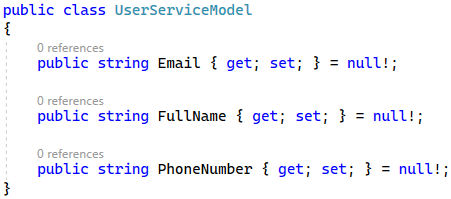 public class UserServiceModel
{
0 references
public string Email { get; set; } = null!;
0 references
public string FullName { get; set; } = null!;
0 references
public string PhoneNumber { get; set; } = null!;
}